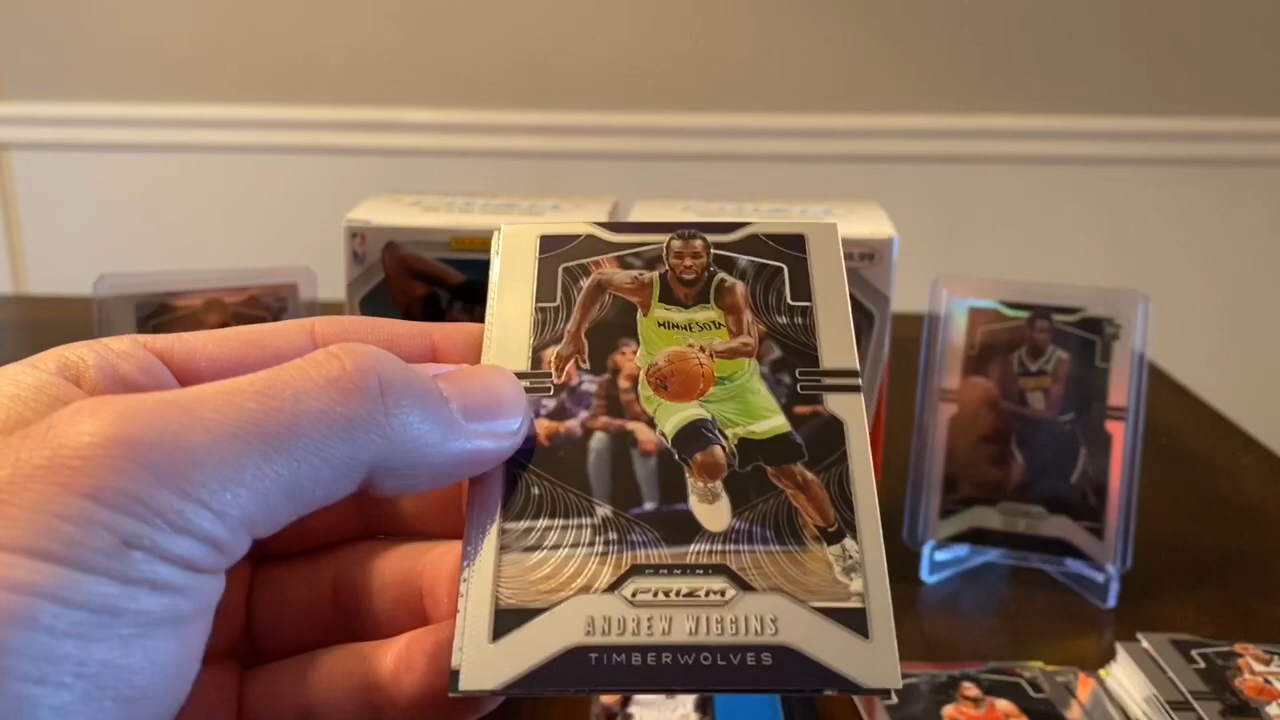 MINNESOTA
PANINI
PRIZM
ANDREW WIGGINS
TIMBERWOLVES